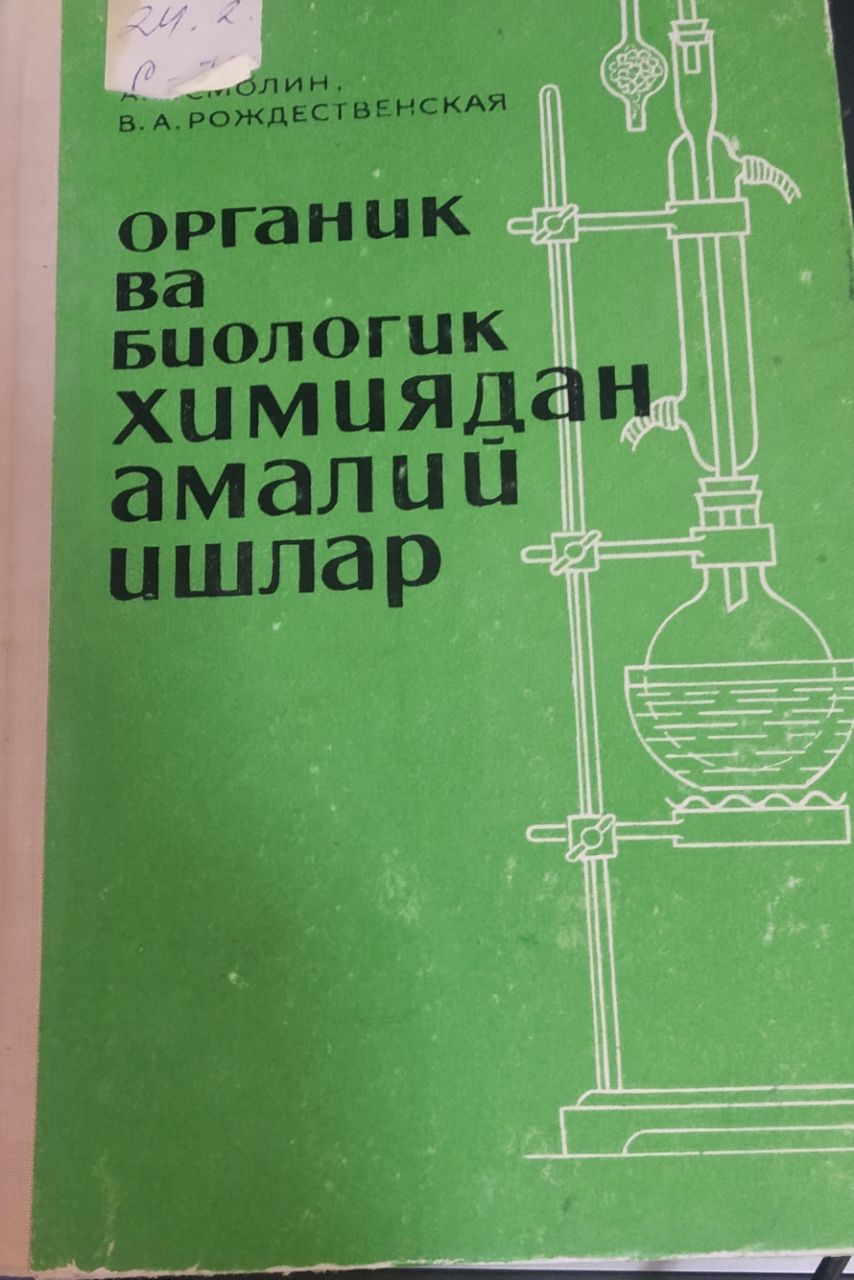 24. 2
СМОЛИН,
В. А. РОЖДЕСТВЕНСКАЯ
ОРГАНИК
ВА
БИОЛОГИК
ХИМИЯДАН
АМАЛИЙ
ИШЛАР